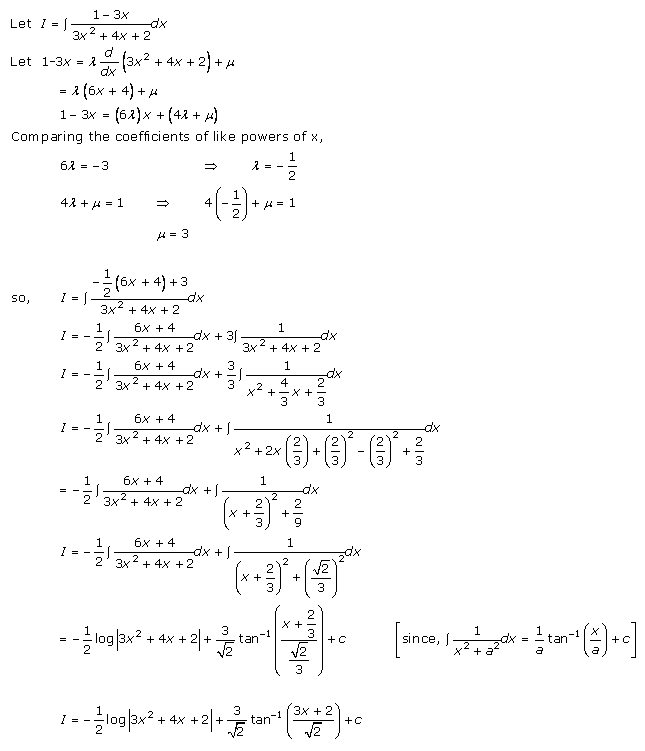 Let I = ∫ (1 − 3x)/(3x² + 4x + 2) dx
Let 1-3x = λ d/dx (3x² + 4x + 2) + μ
= λ(6x + 4) + μ
1 − 3x = (6λ)x + (4λ + μ)
Comparing the coefficients of like powers of x,
6λ = −3 ⇒ λ = −1/2
4λ + μ = 1 ⇒ 4(−1/2) + μ = 1
μ = 3
so, I = ∫ (−1/2 (6x + 4) + 3)/(3x² + 4x + 2) dx
I = −1/2 ∫ (6x + 4)/(3x² + 4x + 2) dx + 3∫ 1/(3x² + 4x + 2) dx
I = −1/2 ∫ (6x + 4)/(3x² + 4x + 2) dx + 3/3 ∫ 1/(x² + 4/3 x + 2/3) dx
I = −1/2 ∫ (6x + 4)/(3x² + 4x + 2) dx + ∫ 1/(x² + 2x (2/3) + (2/3)² − (2/3)² + 2/3) dx
= −1/2 ∫ (6x + 4)/(3x² + 4x + 2) dx + ∫ 1/((x + 2/3)² + 2/9) dx
I = −1/2 ∫ (6x + 4)/(3x² + 4x + 2) dx + ∫ 1/((x + 2/3)² + (√2/3)²) dx
= −1/2 log|3x² + 4x + 2| + 3/√2 tan⁻¹ ((x + 2/3)/(√2/3)) + c [since, ∫ 1/(x² + a²) dx = 1/a tan⁻¹ (x/a) + c]
I = −1/2 log|3x² + 4x + 2| + 3/√2 tan⁻¹ ((3x + 2)/√2) + c